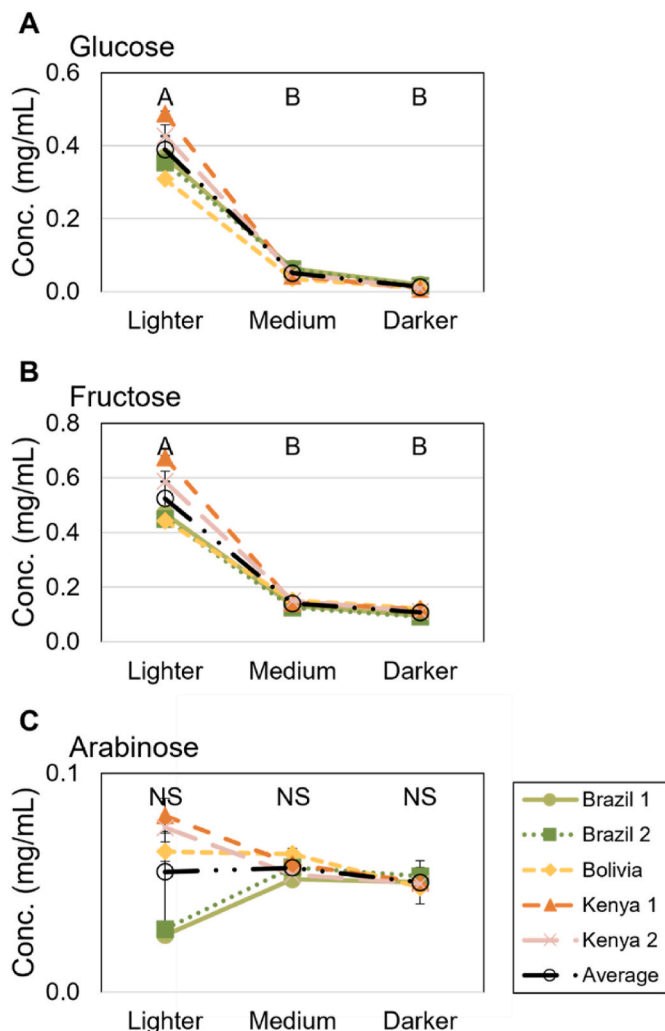 A
Glucose
0.6
A B B
0.4
0.2
0.0
Conc. (mg/mL)
Lighter Medium Darker
B
Fructose
0.8
A B B
0.6
0.4
0.2
0.0
Conc. (mg/mL)
Lighter Medium Darker
C
Arabinose
0.1
NS NS NS
0.0
Conc. (mg/mL)
Lighter Medium Darker
Brazil 1
Brazil 2
Bolivia
Kenya 1
Kenya 2
Average